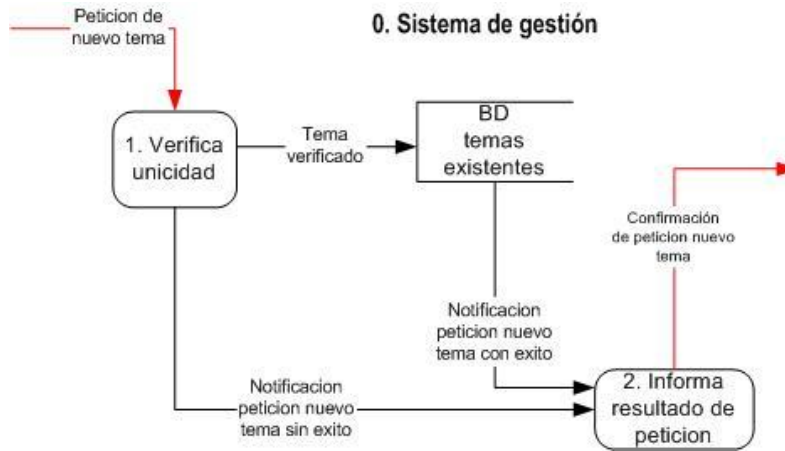 Peticion de
nuevo tema
0. Sistema de gestión
1. Verifica
unicidad
Tema
verificado
BD
temas
existentes
Confirmación
de peticion nuevo
tema
Notificacion
peticion nuevo
tema con exito
Notificacion
peticion nuevo
tema sin exito
2. Informa
resultado de
peticion